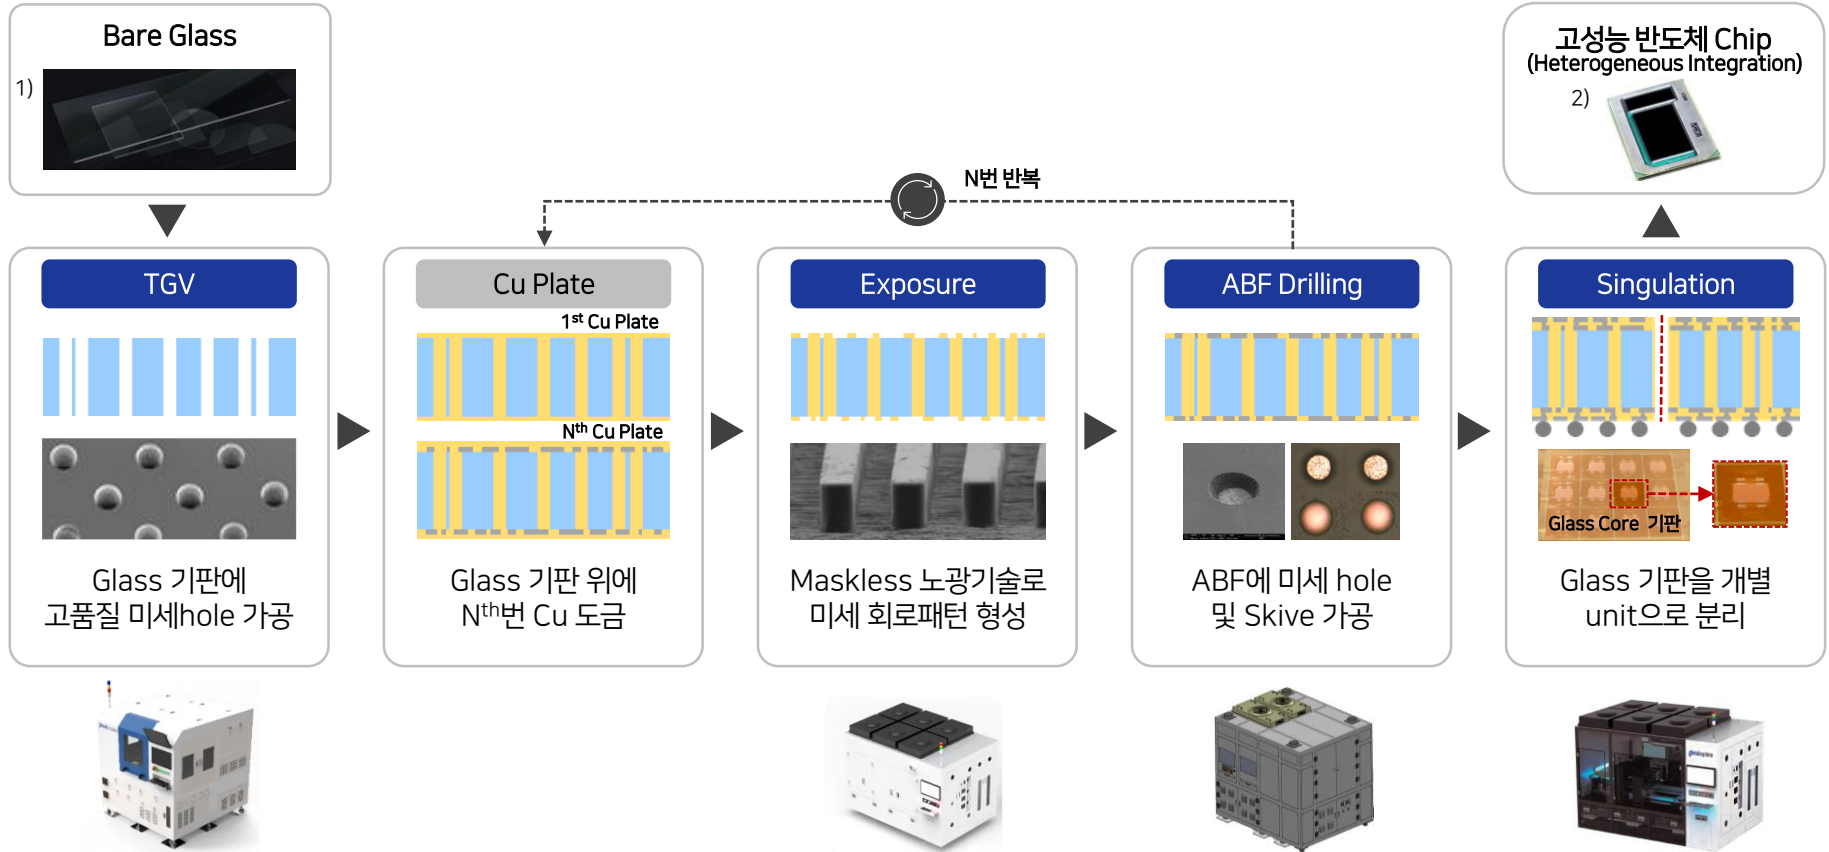 Bare Glass
1)
고성능 반도체 Chip
(Heterogeneous Integration)
2)
N번 반복
TGV
Glass 기판에
고품질 미세hole 가공
Cu Plate
1st Cu Plate
Nth Cu Plate
Glass 기판 위에
Nth번 Cu 도금
Exposure
Maskless 노광기술로
미세 회로패턴 형성
ABF Drilling
ABF에 미세 hole
및 Skive 가공
Singulation
Glass Core 기판
Glass 기판을 개별
unit으로 분리